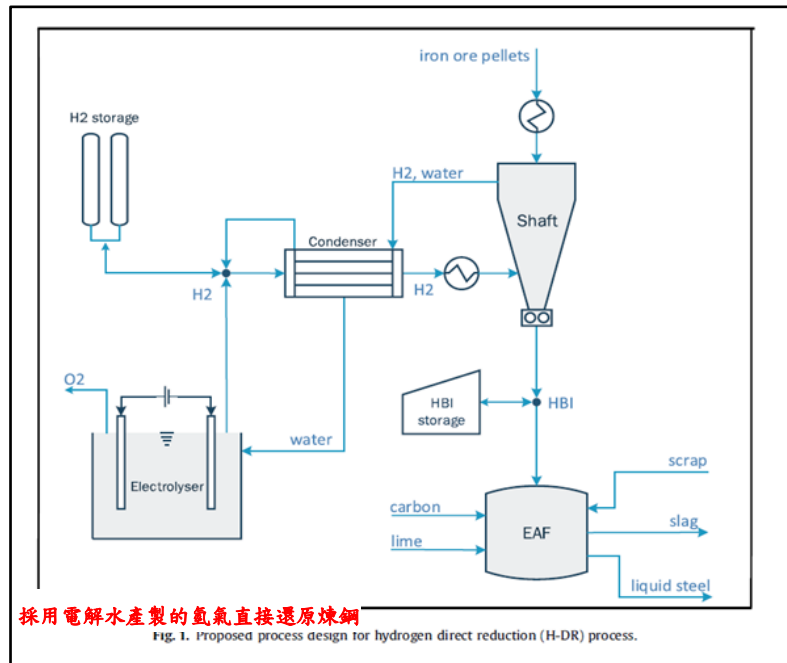 iron ore pellets
H2 storage
H2, water
Shaft
Condenser
H2
H2
O2
HBI
storage
HBI
water
Electrolyser
scrap
carbon
EAF
slag
lime
liquid steel
採用電解水產製的氫氣直接還原煉鋼
Fig. 1. Proposed process design for hydrogen direct reduction (H-DR) process.